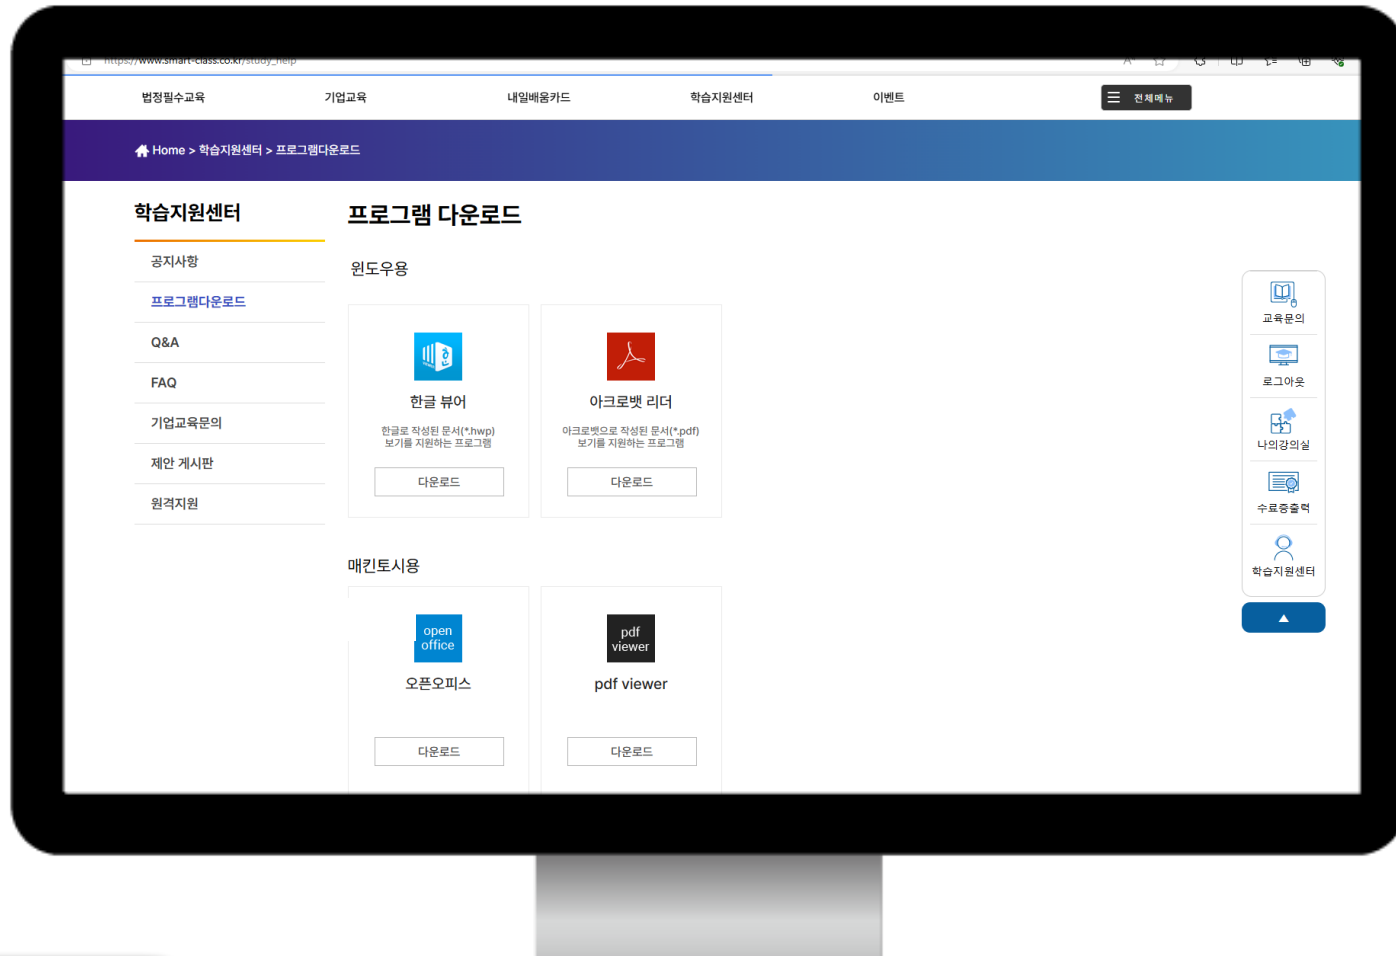 https://www.smart-class.co.kr/study_help
법정필수교육 기업교육 내일배움카드 학습지원센터 이벤트 전체메뉴
Home > 학습지원센터 > 프로그램다운로드
학습지원센터
공지사항
프로그램다운로드
Q&A
FAQ
기업교육문의
제안 게시판
원격지원
프로그램 다운로드
윈도우용
한글 뷰어
한글로 작성된 문서(*.hwp)
보기를 지원하는 프로그램
다운로드
아크로뱃 리더
아크로벳으로 작성된 문서(*.pdf)
보기를 지원하는 프로그램
다운로드
매킨토시용
open
office
오픈오피스
다운로드
pdf
viewer
pdf viewer
다운로드
교육문의
로그아웃
나의강의실
수료증출력
학습지원센터